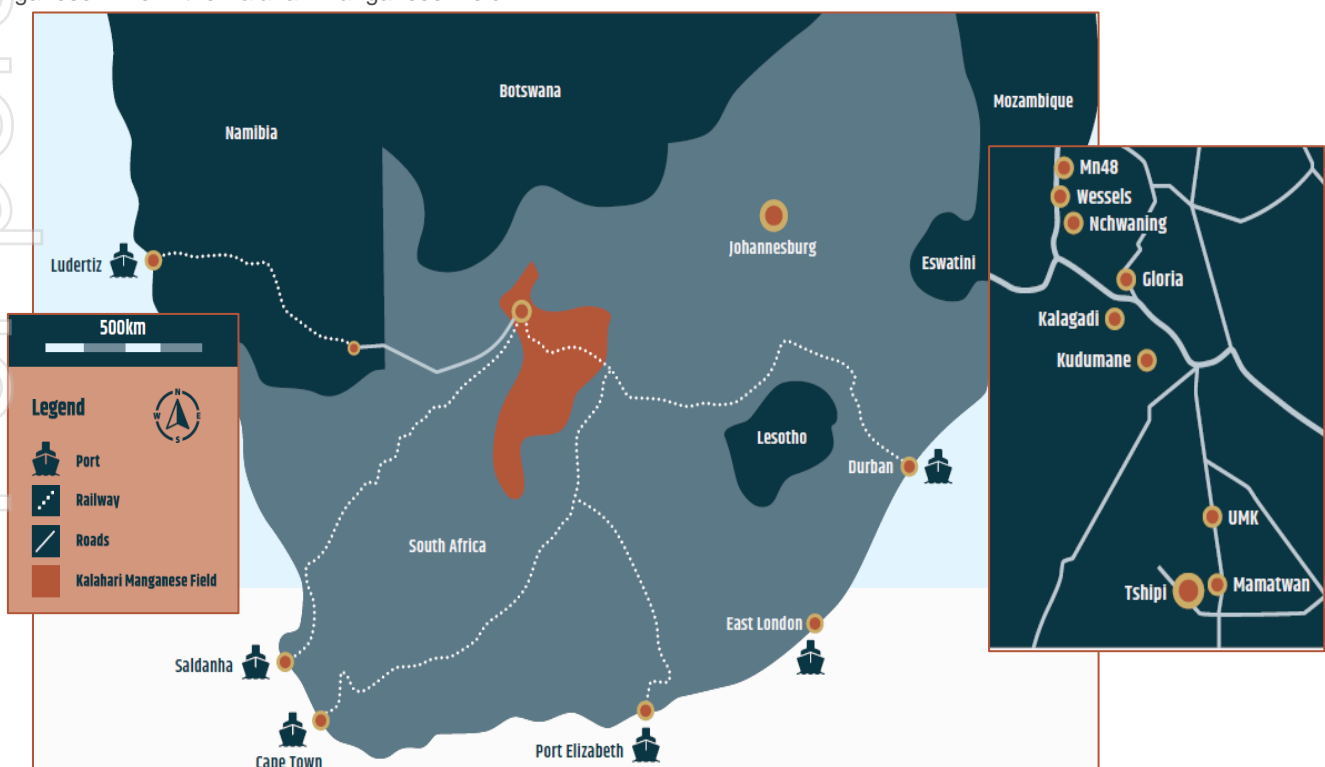 Botswana
Namibia
Mozambique
Johannesburg
Eswatini
Ludertiz
Lesotho
Durban
South Africa
East London
Saldanha
Cape Town
Port Elizabeth
500km
Legend
N
W E
S
Port
Railway
Roads
Kalahari Manganese Field
Mn48
Wessels
Nchwaning
Gloria
Kalagadi
Kudumane
UMK
Tshipi
Mamatwan